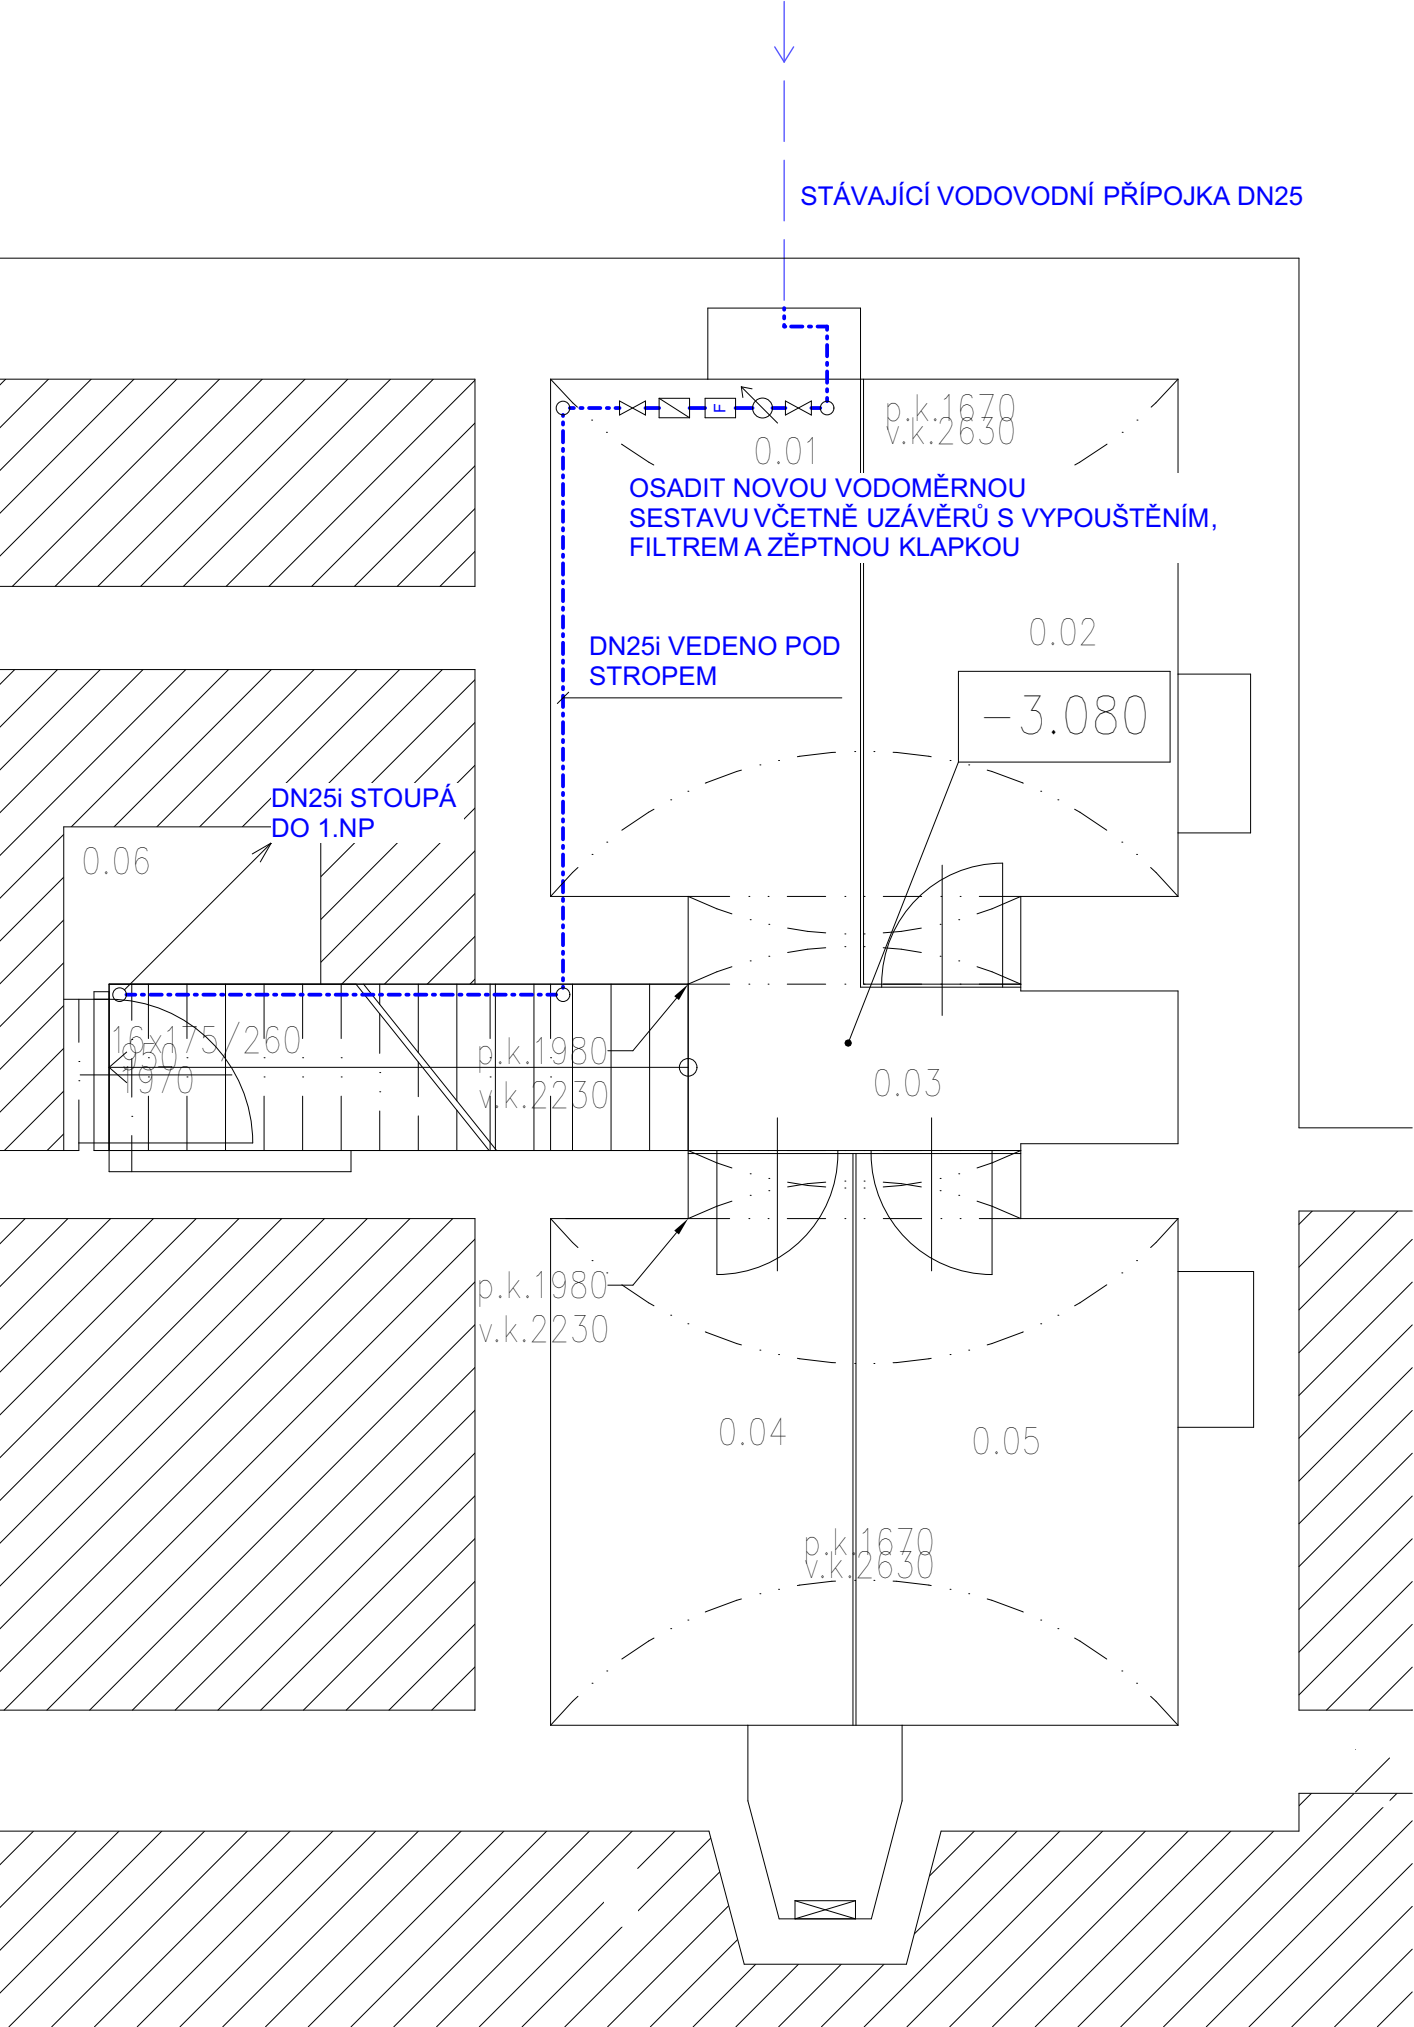 STÁVAJÍCÍ VODOVODNÍ PŘÍPOJKA DN25
p.k.1670
v.k.2630
F
0.01
OSADIT NOVOU VODOMĚRNOU
SESTAVU VČETNĚ UZÁVĚRŮ S VYPOUŠTĚNÍM,
FILTREM A ZĚPTNOU KLAPKOU
0.02
DN25i VEDENO POD
STROPEM
-3.080
DN25i STOUPÁ
DO 1.NP
0.06
16x175/260
950
1970
p.k.1980
v.k.2230
0.03
p.k.1980
v.k.2230
0.04
0.05
p.k.1670
v.k.2630